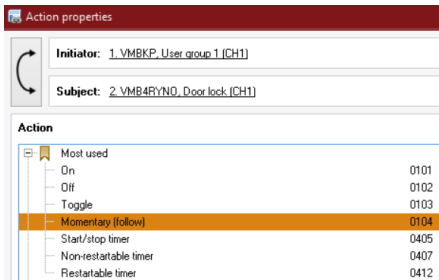 Action properties
Initiator: 1. VMBKP, User group 1 (CH1)
Subject: 2. VMB4RYNO, Door lock (CH1)
Action
Most used
On 0101
Off 0102
Toggle 0103
Momentary (follow) 0104
Start/stop timer 0405
Non-restartable timer 0407
Restartable timer 0412